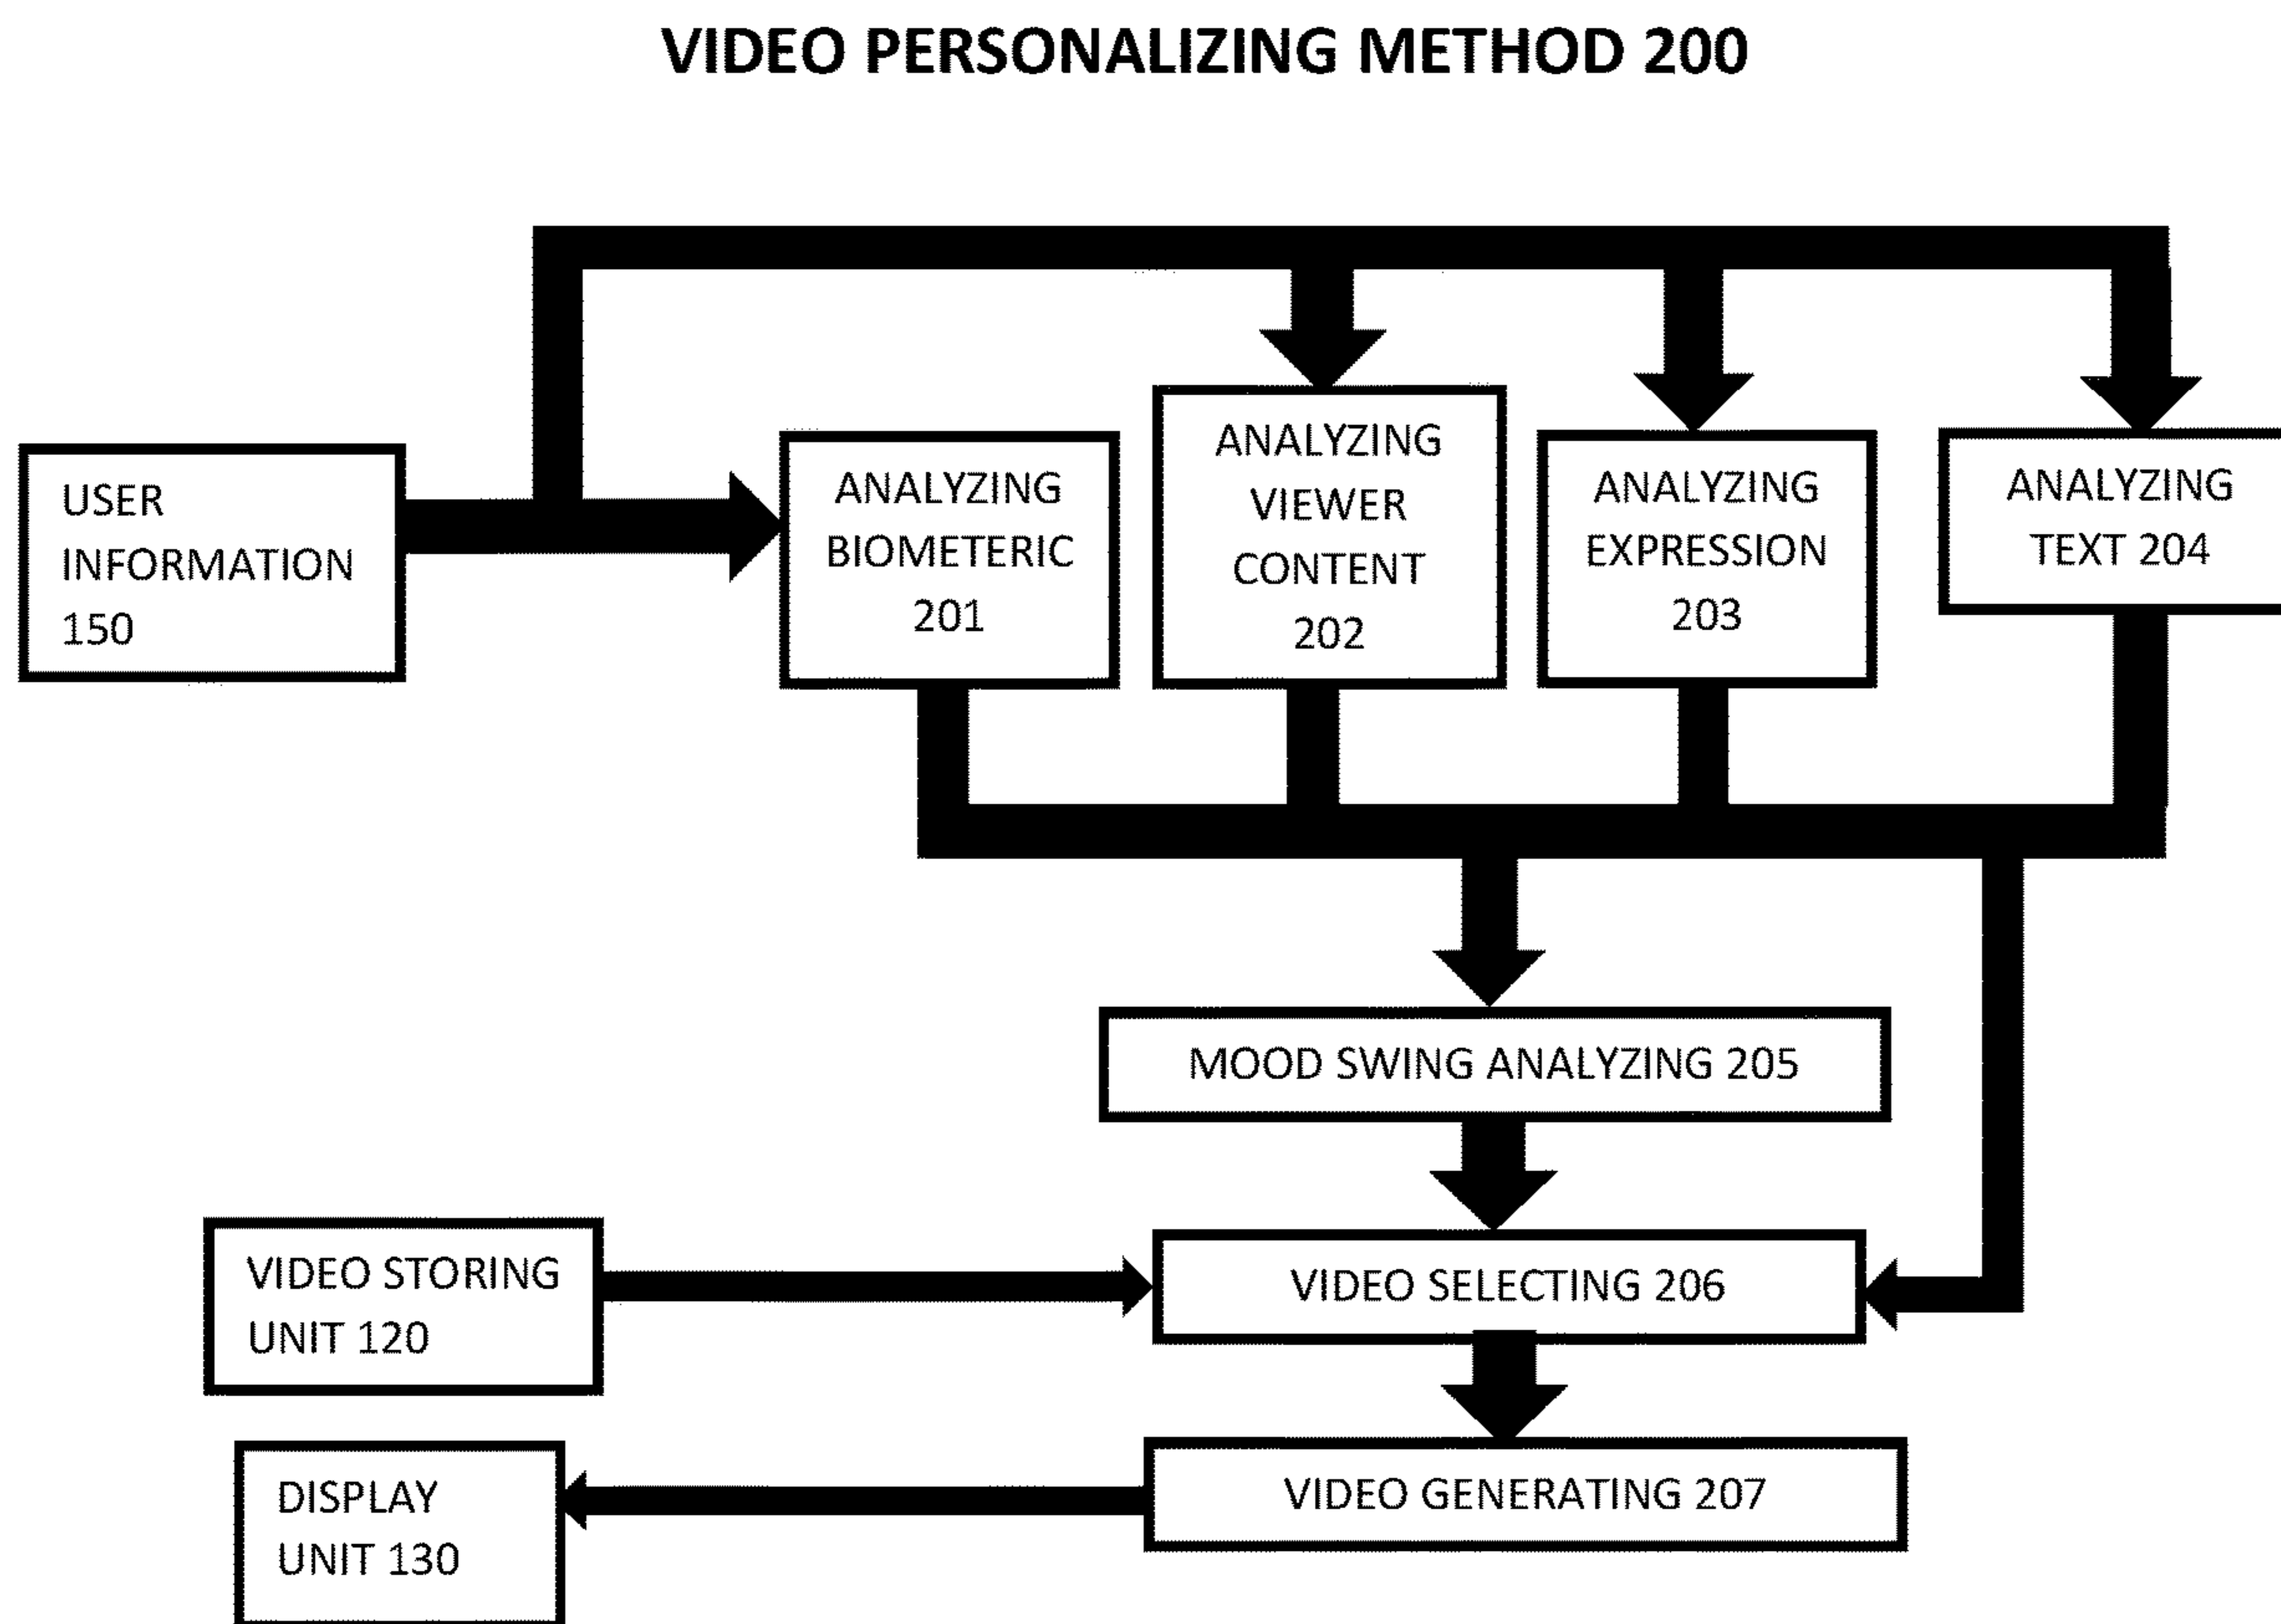 VIDEO PERSONALIZING METHOD 200
USER
INFORMATION
150
ANALYZING
BIOMETERIC
201
ANALYZING
VIEWER
CONTENT
202
ANALYZING
EXPRESSION
203
ANALYZING
TEXT 204
MOOD SWING ANALYZING 205
VIDEO STORING
UNIT 120
VIDEO SELECTING 206
DISPLAY
UNIT 130
VIDEO GENERATING 207